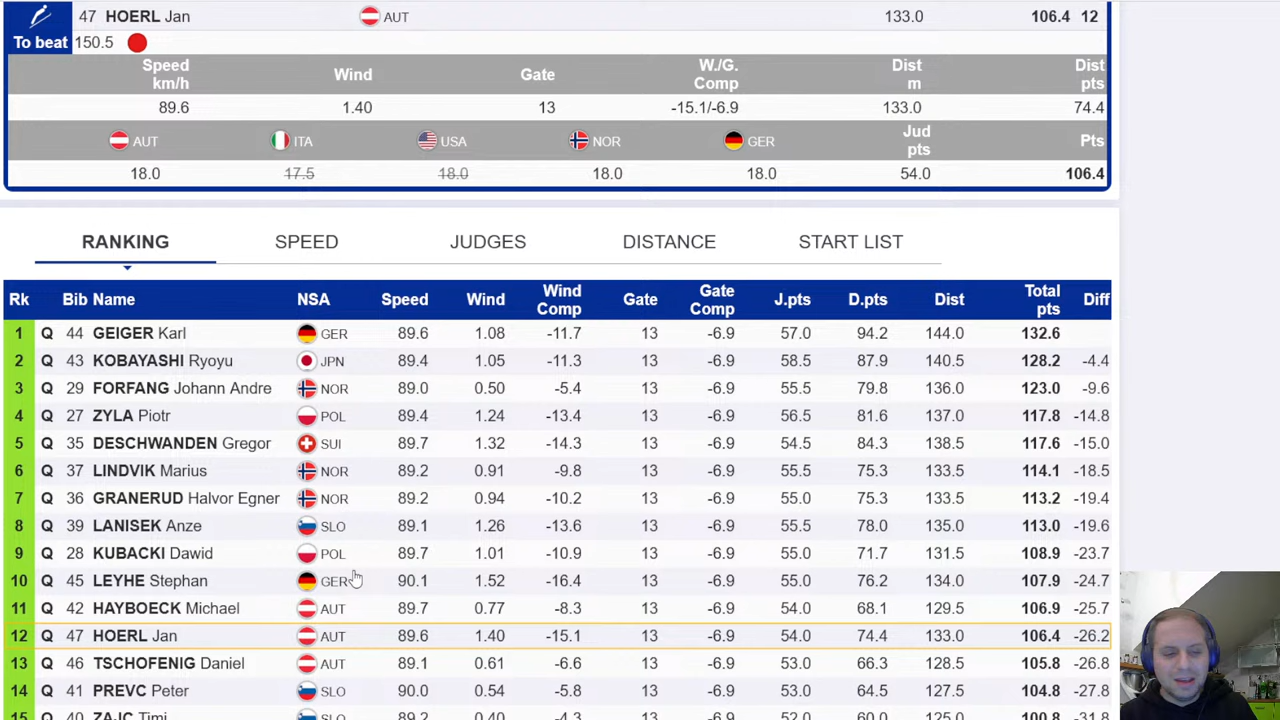 47 HOERL Jan AUT 133.0 106.4 12
To beat 150.5
Speed km/h Wind Gate W./G. Comp Dist m Dist pts
89.6 1.40 13 -15.1/-6.9 133.0 74.4
AUT ITA USA NOR GER Jud pts Pts
18.0 17.5 18.0 18.0 18.0 54.0 106.4
RANKING SPEED JUDGES DISTANCE START LIST
Rk Bib Name NSA Speed Wind Wind Comp Gate Gate Comp J.pts D.pts Dist Total pts Diff
1 Q 44 GEIGER Karl GER 89.6 1.08 -11.7 13 -6.9 57.0 94.2 144.0 132.6
2 Q 43 KOBAYASHI Ryoyu JPN 89.4 1.05 -11.3 13 -6.9 58.5 87.9 140.5 128.2 -4.4
3 Q 29 FORFANG Johann Andre NOR 89.0 0.50 -5.4 13 -6.9 55.5 79.8 136.0 123.0 -9.6
4 Q 27 ZYLA Piotr POL 89.4 1.24 -13.4 13 -6.9 56.5 81.6 137.0 117.8 -14.8
5 Q 35 DESCHWANDEN Gregor SUI 89.7 1.32 -14.3 13 -6.9 54.5 84.3 138.5 117.6 -15.0
6 Q 37 LINDVIK Marius NOR 89.2 0.91 -9.8 13 -6.9 55.5 75.3 133.5 114.1 -18.5
7 Q 36 GRANERUD Halvor Egner NOR 89.2 0.94 -10.2 13 -6.9 55.0 75.3 133.5 113.2 -19.4
8 Q 39 LANISEK Anze SLO 89.1 1.26 -13.6 13 -6.9 55.5 78.0 135.0 113.0 -19.6
9 Q 28 KUBACKI Dawid POL 89.7 1.01 -10.9 13 -6.9 55.0 71.7 131.5 108.9 -23.7
10 Q 45 LEYHE Stephan GER 90.1 1.52 -16.4 13 -6.9 55.0 76.2 134.0 107.9 -24.7
11 Q 42 HAYBOECK Michael AUT 89.7 0.77 -8.3 13 -6.9 54.0 68.1 129.5 106.9 -25.7
12 Q 47 HOERL Jan AUT 89.6 1.40 -15.1 13 -6.9 54.0 74.4 133.0 106.4 -26.2
13 Q 46 TSCHOFENIG Daniel AUT 89.1 0.61 -6.6 13 -6.9 53.0 66.3 128.5 105.8 -26.8
14 Q 41 PREVC Peter SLO 90.0 0.54 -5.8 13 -6.9 53.0 64.5 127.5 104.8 -27.8
15 Q 40 ZAJC Timi SLO 89.2 0.40 13 -6.9 52.0 60.0 125.0 100.8 -31.8